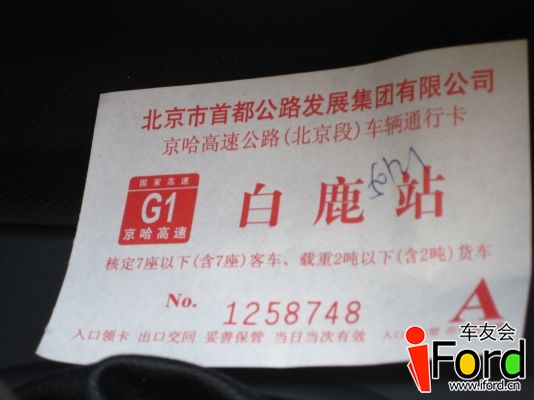 北京市首都公路发展集团有限公司
京哈高速公路(北京段)车辆通行卡
国家高速
G1
京哈高速
白鹿站
核定7座以下(含7座)客车、载重2吨以下(含2吨)货车
No. 1258748
A
入口领卡 出口交回 妥善保管 当日当次有效 入口
车友会
iFord
www.iford.cn